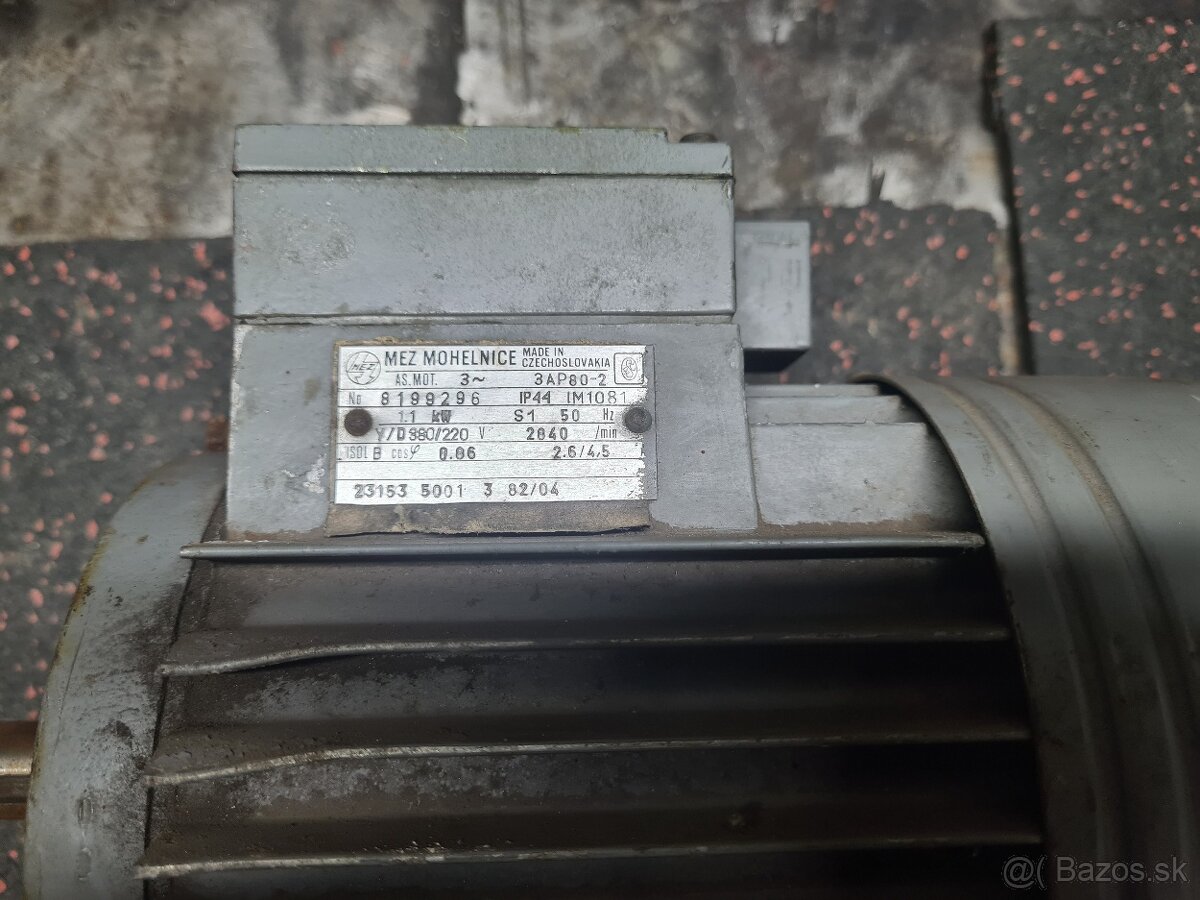 MEZ MEZ MOHELNICE MADE IN CZECHOSLOVAKIA
AS.MOT. 3~ 3AP80-2
No 8199296 IP44 IM1081
1.1 kW S1 50 Hz
Y/D 380/220 V 2840 /min
ISOL B cosφ 0.86 2.6/4,5
23153 5001 3 82/04
@( Bazos.sk